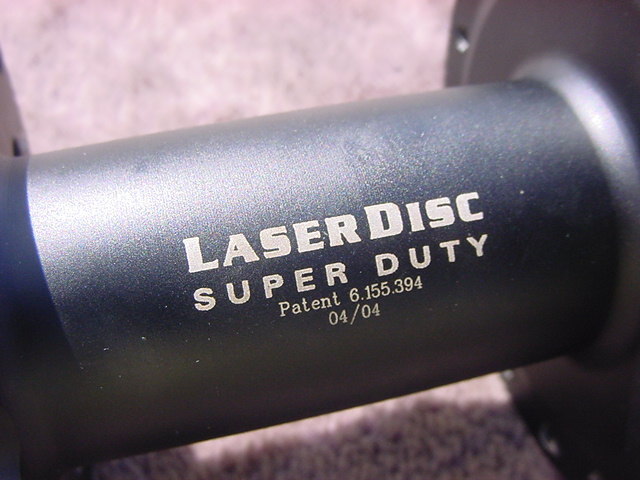 LASERDISC
SUPER DUTY
Patent 6.155.394
04/04